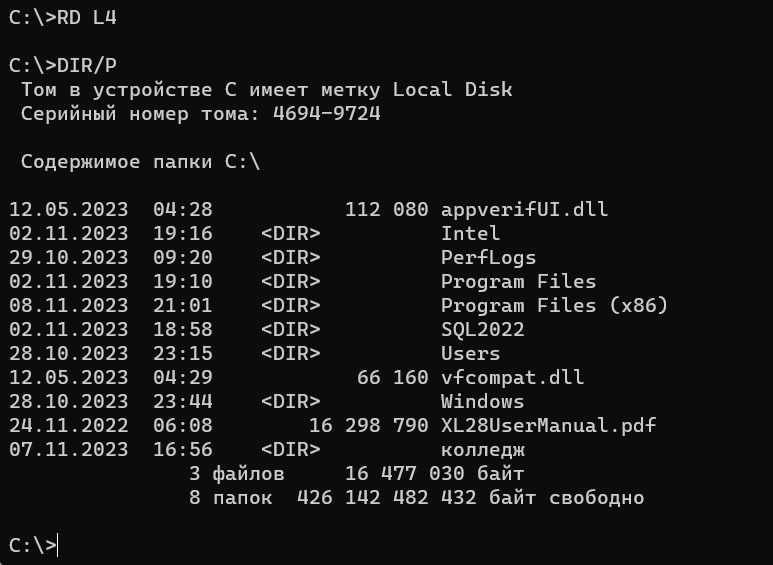 C:\>RD L4
C:\>DIR/P
Том в устройстве C имеет метку Local Disk
Серийный номер тома: 4694-9724
Содержимое папки C:\
12.05.2023  04:28           112 080 appverifUI.dll
02.11.2023  19:16    <DIR>          Intel
29.10.2023  09:20    <DIR>          PerfLogs
02.11.2023  19:10    <DIR>          Program Files
08.11.2023  21:01    <DIR>          Program Files (x86)
02.11.2023  18:58    <DIR>          SQL2022
28.10.2023  23:15    <DIR>          Users
12.05.2023  04:29            66 160 vfcompat.dll
28.10.2023  23:44    <DIR>          Windows
24.11.2022  06:08        16 298 790 XL28UserManual.pdf
07.11.2023  16:56    <DIR>          колледж
3 файлов     16 477 030 байт
8 папок  426 142 482 432 байт свободно
C:\>